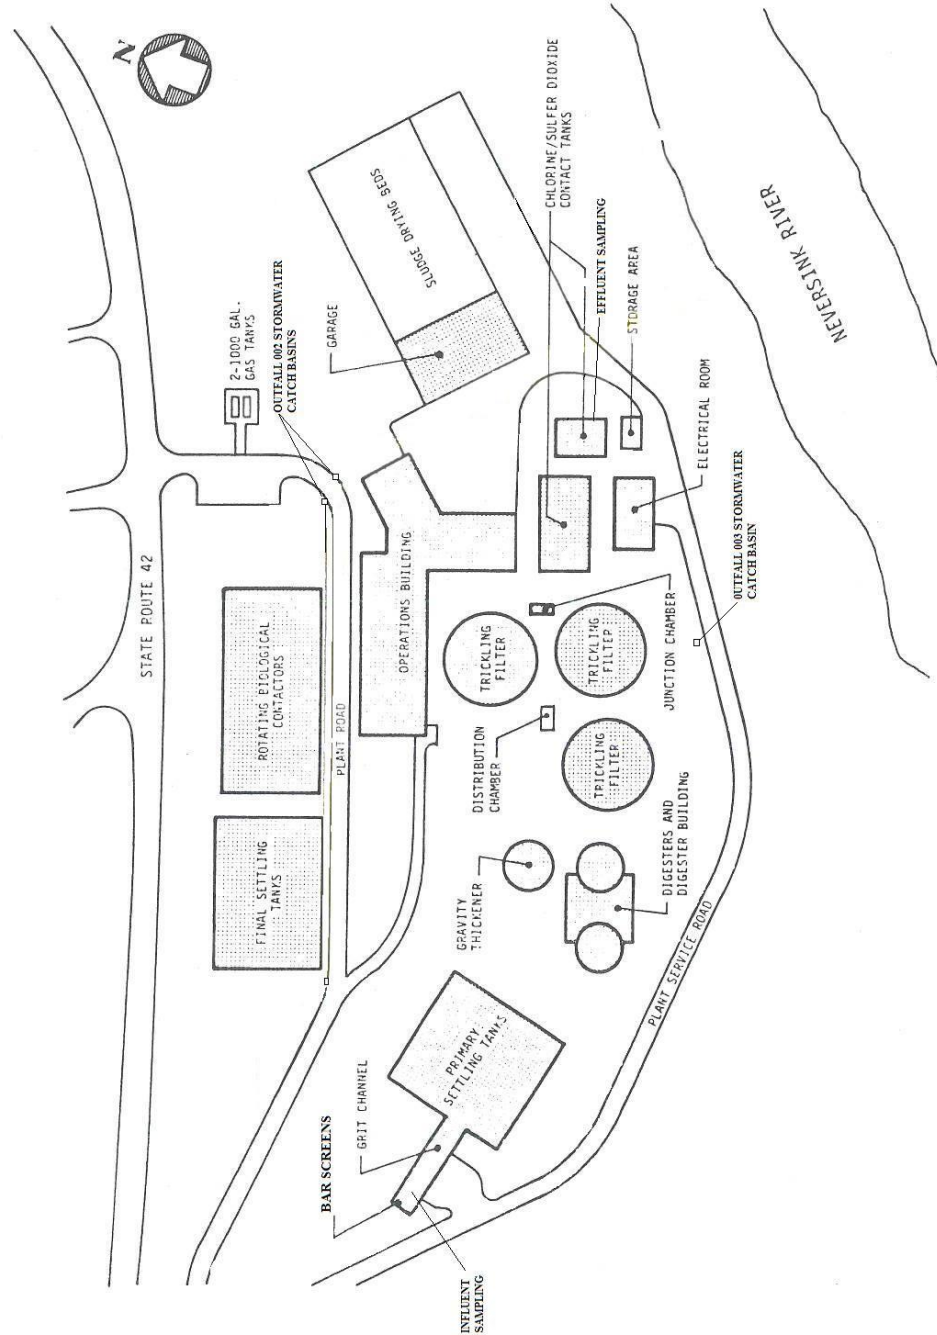 N
STATE ROUTE 42
2-1000 GAL.
GAS TANKS
OUTFALL 002 STORMWATER
CATCH BASINS
GARAGE
SLUDGE DRYING BEDS
CHLORINE/SULFER DIOXIDE
CONTACT TANKS
EFFLUENT SAMPLING
STORAGE AREA
ELECTRICAL ROOM
OUTFALL 003 STORMWATER
CATCH BASIN
NEVERSINK RIVER
FINAL SETTLING
TANKS
ROTATING BIOLOGICAL
CONTACTORS
PLANT ROAD
OPERATIONS BUILDING
TRICKLING
FILTER
TRICKLING
FILTEP
TRICKLING
FILTER
JUNCTION CHAMBER
DISTRIBUTION
CHAMBER
GRAVITY
THICKENER
DIGESTERS AND
DIGESTER BUILDING
PLANT SERVICE ROAD
PRIMARY
SETTLING TANKS
GRIT CHANNEL
BAR SCREENS
INFLUENT
SAMPLING